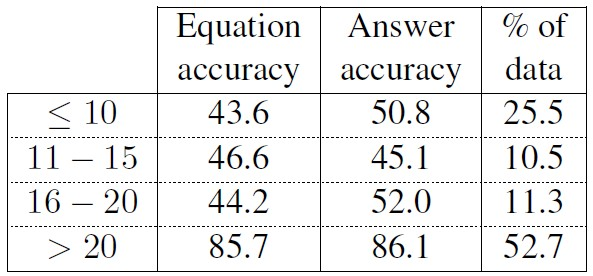 Equation Answer % of
accuracy accuracy data
≤ 10 43.6 50.8 25.5
11 – 15 46.6 45.1 10.5
16 – 20 44.2 52.0 11.3
> 20 85.7 86.1 52.7